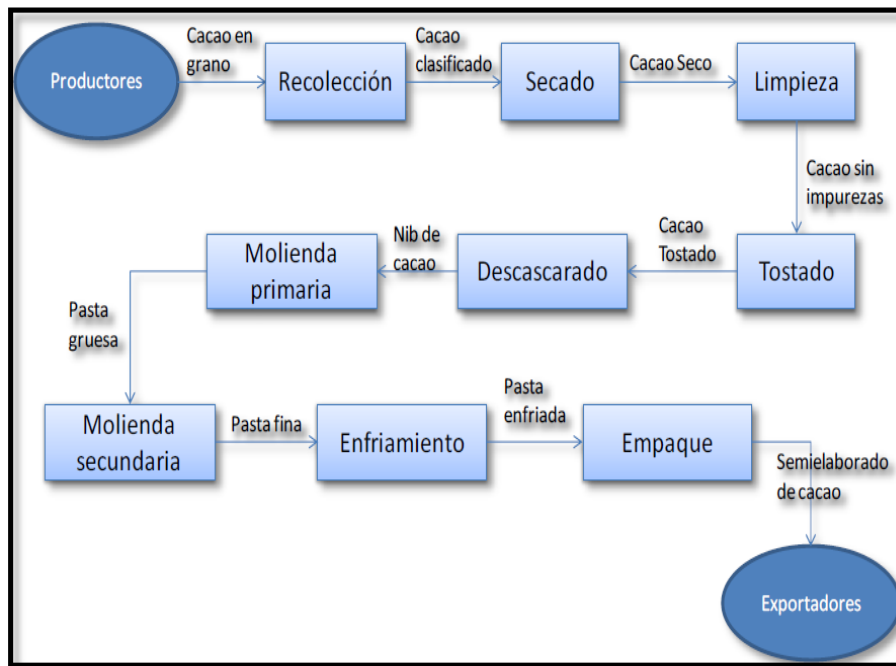 Productores
Cacao en
grano
Recolección
Cacao
clasificado
Secado
Cacao Seco
Limpieza
Cacao sin
impurezas
Tostado
Cacao
Tostado
Descascarado
Nib de
cacao
Molienda
primaria
Pasta
gruesa
Molienda
secundaria
Pasta fina
Enfriamiento
Pasta
enfriada
Empaque
Semielaborado
de cacao
Exportadores